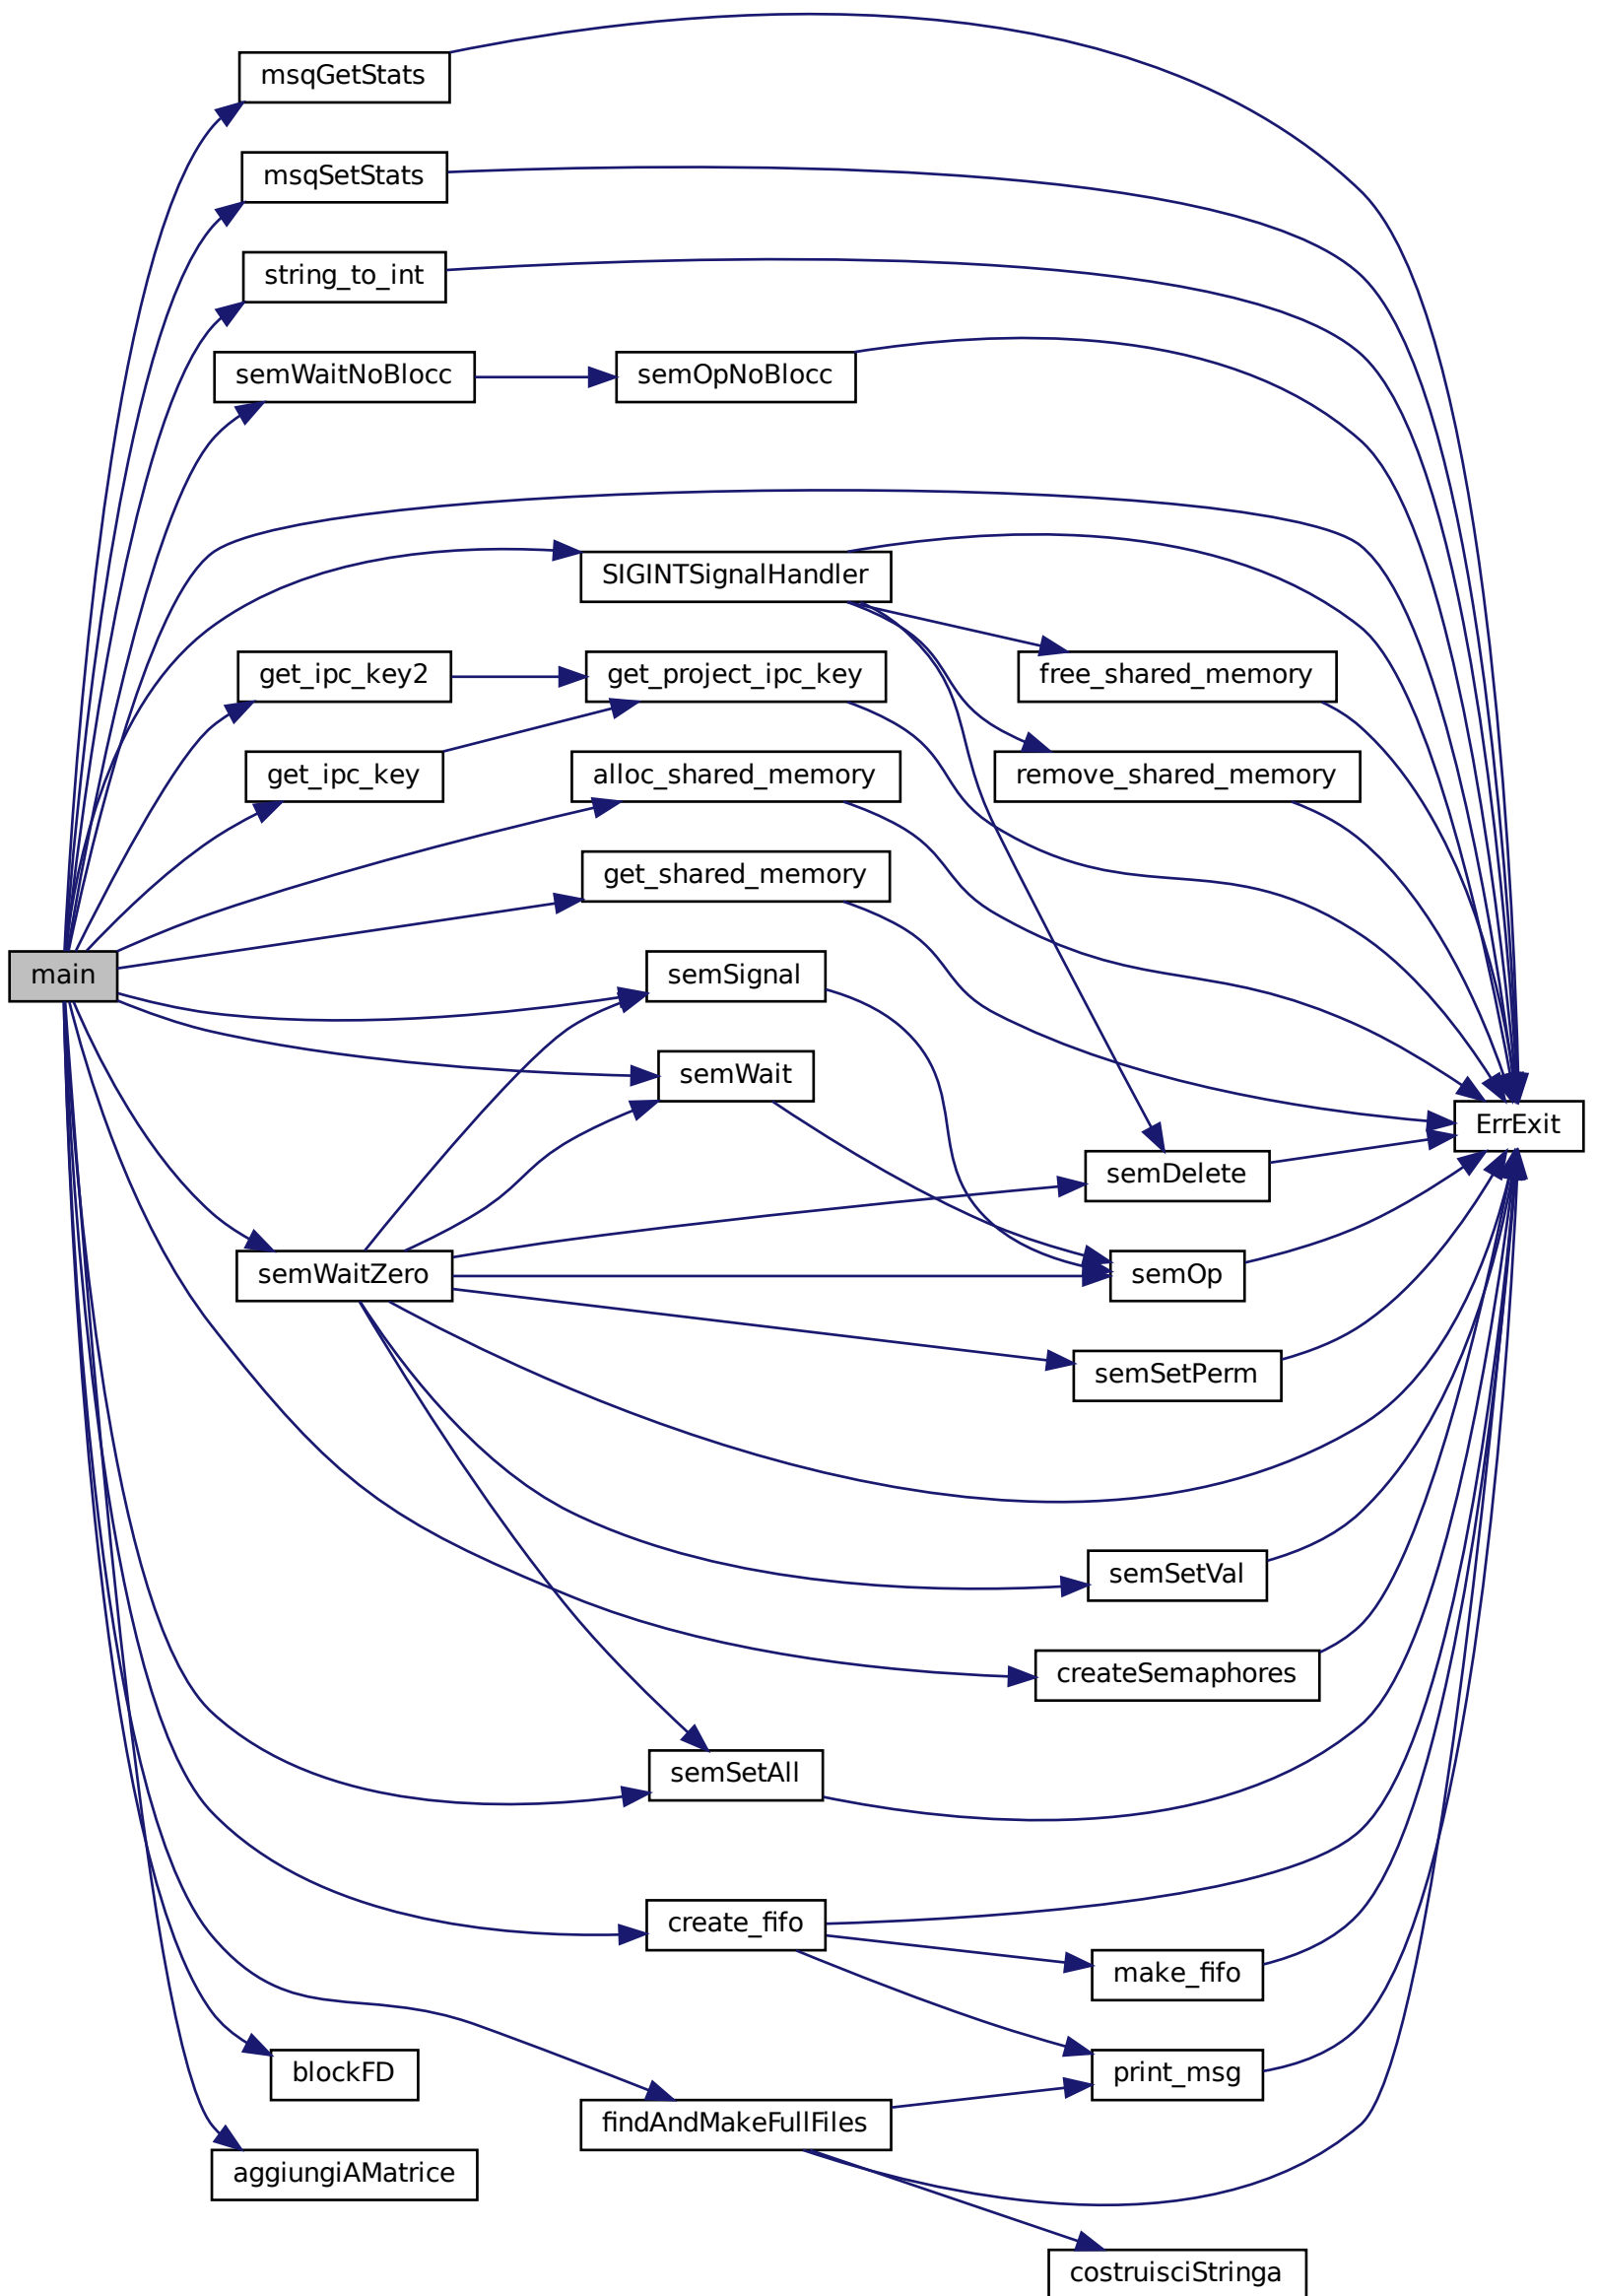 msqGetStats
msqSetStats
string_to_int
semWaitNoBlocc
semOpNoBlocc
SIGINTSignalHandler
get_ipc_key2
get_project_ipc_key
free_shared_memory
get_ipc_key
alloc_shared_memory
remove_shared_memory
get_shared_memory
main
semSignal
semWait
ErrExit
semDelete
semWaitZero
semOp
semSetPerm
semSetVal
createSemaphores
semSetAll
create_fifo
make_fifo
blockFD
print_msg
findAndMakeFullFiles
aggiungiAMatrice
costruisciStringa